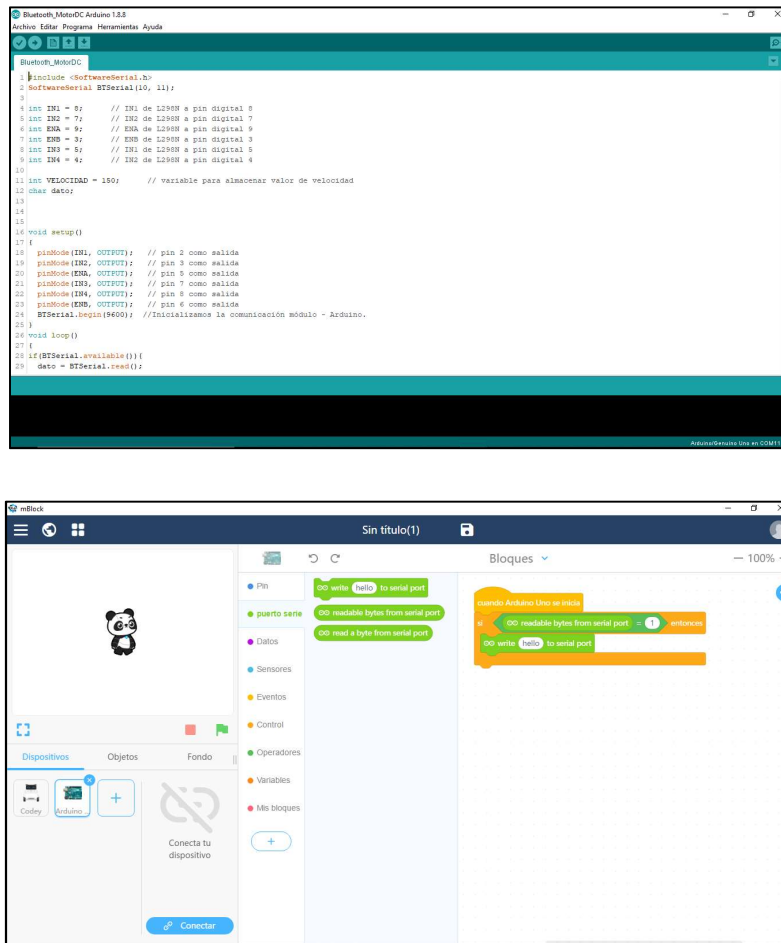 Bluetooth_MotorDC Arduino 1.8.8
Archivo Editar Programa Herramientas Ayuda
Bluetooth_MotorDC
1 #include <SoftwareSerial.h>
2 SoftwareSerial BTSerial(10, 11);
3
4 int IN1 = 8; // IN1 de L298N a pin digital 8
5 int IN2 = 7; // IN2 de L298N a pin digital 7
6 int ENA = 9; // ENA de L298N a pin digital 9
7 int ENB = 3; // ENB de L298N a pin digital 3
8 int IN3 = 5; // IN1 de L298N a pin digital 5
9 int IN4 = 4; // IN2 de L298N a pin digital 4
10
11 int VELOCIDAD = 150; // variable para almacenar valor de velocidad
12 char dato;
13
14
15
16 void setup()
17 {
18 pinMode(IN1, OUTPUT); // pin 2 como salida
19 pinMode(IN2, OUTPUT); // pin 3 como salida
20 pinMode(ENA, OUTPUT); // pin 5 como salida
21 pinMode(IN3, OUTPUT); // pin 7 como salida
22 pinMode(IN4, OUTPUT); // pin 8 como salida
23 pinMode(ENB, OUTPUT); // pin 6 como salida
24 BTSerial.begin(9600); //Inicializamos la comunicación módulo - Arduino.
25 }
26 void loop()
27 {
28 if(BTSerial.available()){
29 dato = BTSerial.read();
Arduino/Genuino Uno en COM11
mBlock
Sin título(1)
Bloques
100%
Pin
puerto serie
Datos
Sensores
Eventos
Control
Operadores
Variables
Mis bloques
write hello to serial port
readable bytes from serial port
read a byte from serial port
cuando Arduino Uno se inicia
si readable bytes from serial port = 1 entonces
write hello to serial port
Dispositivos Objetos Fondo
Codey Arduino ..
Conecta tu
dispositivo
Conectar